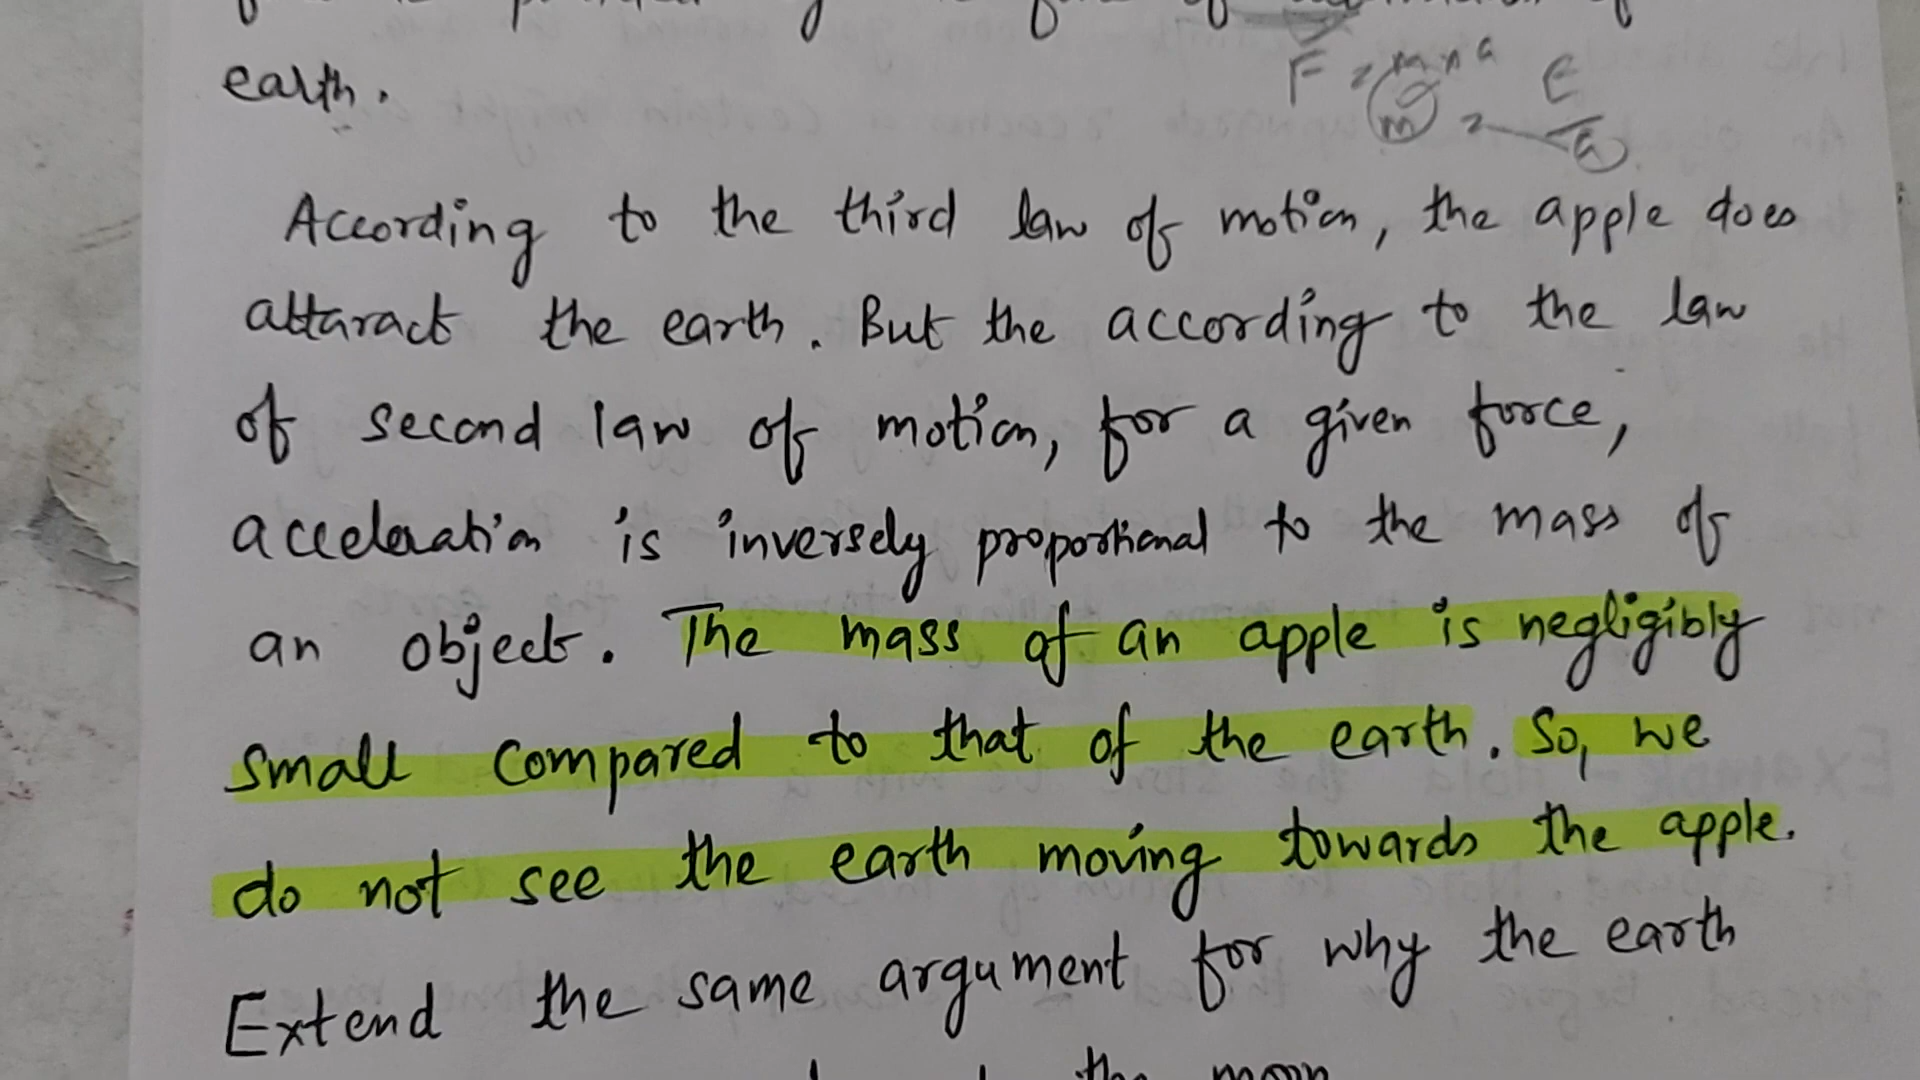 F = m x a
earth.
m = F
a
According to the third law of motion, the apple does
attaract the earth. But the according to the law
of second law of motion, for a given force,
acceleration is inversely proportional to the mass of
an object. The mass of an apple is negligibly
small compared to that of the earth. So, we
do not see the earth moving towards the apple.
Extend the same argument for why the earth
the moon